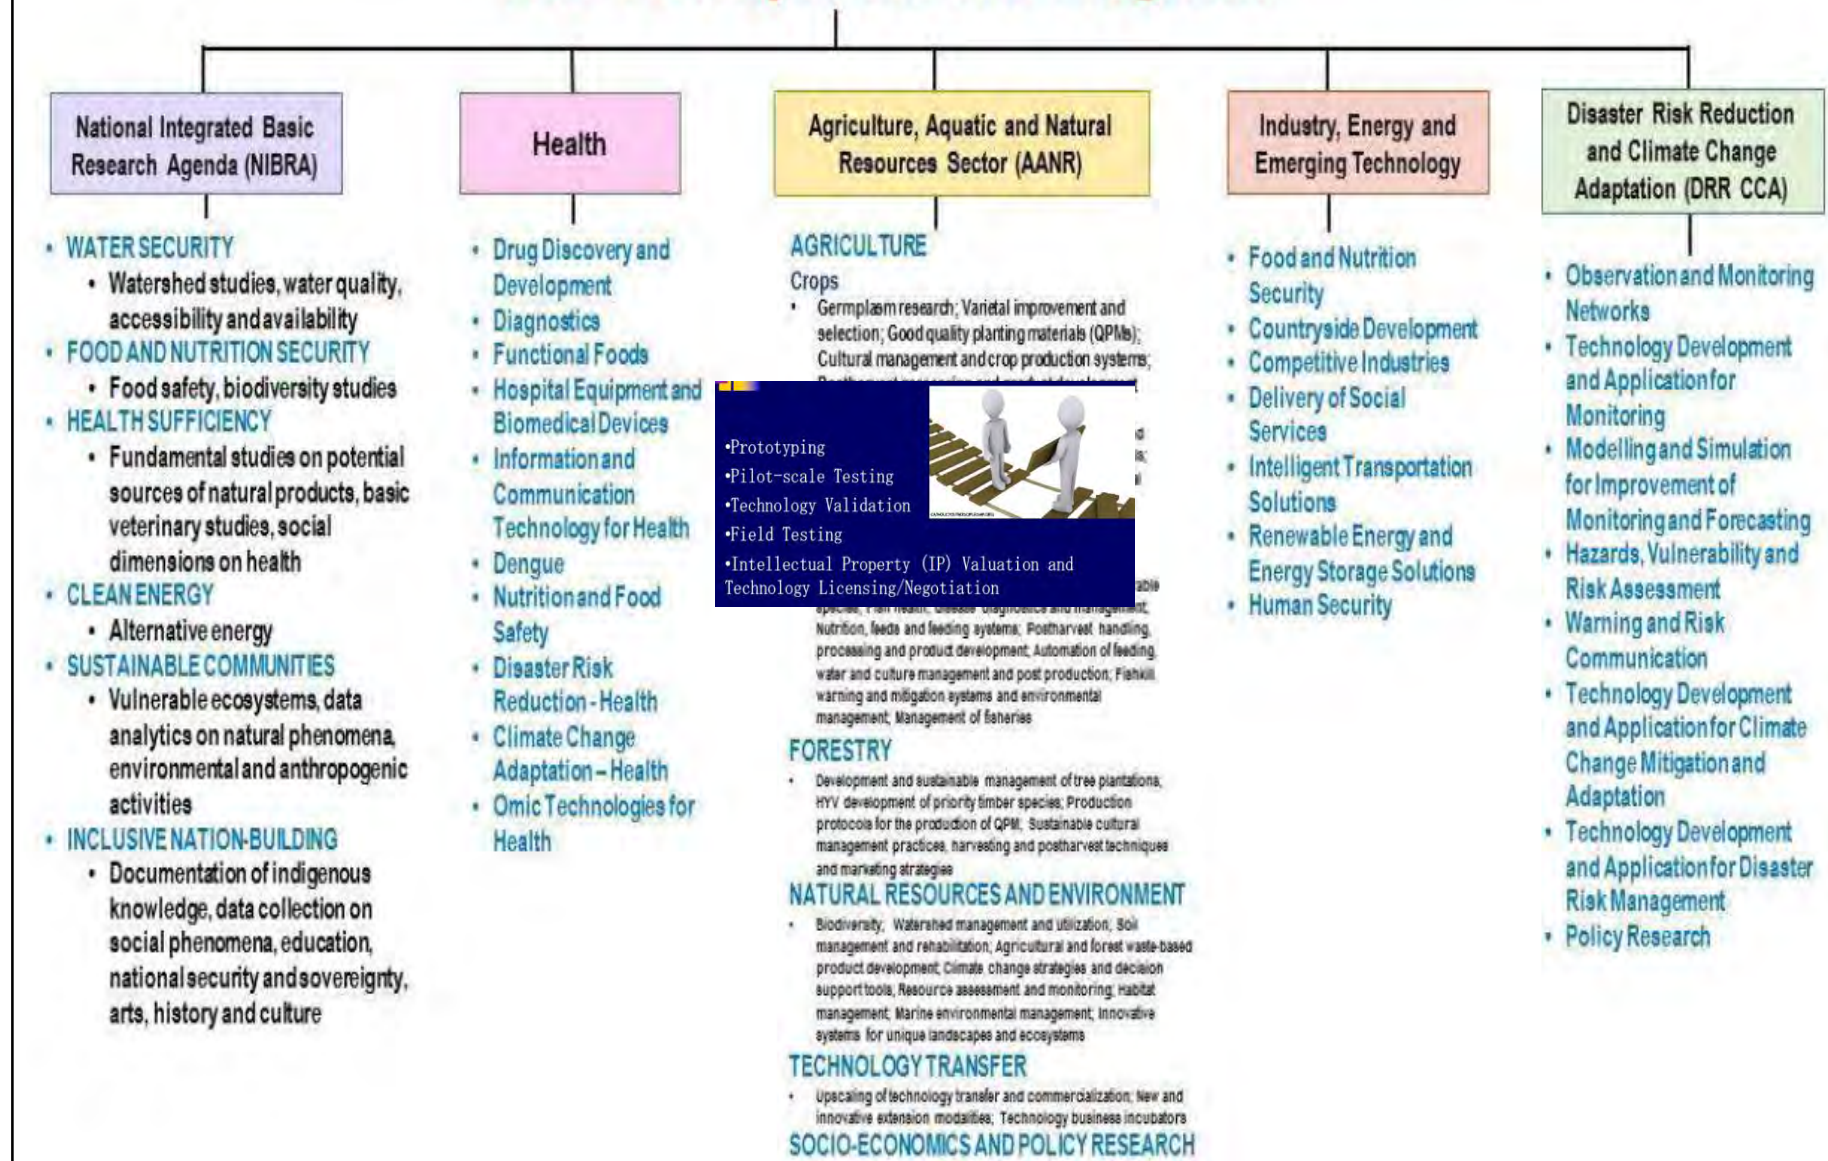 National Integrated Basic
Research Agenda (NIBRA)
• WATER SECURITY
• Watershed studies, water quality,
accessibility and availability
• FOOD AND NUTRITION SECURITY
• Food safety, biodiversity studies
• HEALTH SUFFICIENCY
• Fundamental studies on potential
sources of natural products, basic
veterinary studies, social
dimensions on health
• CLEAN ENERGY
• Alternative energy
• SUSTAINABLE COMMUNITIES
• Vulnerable ecosystems, data
analytics on natural phenomena,
environmental and anthropogenic
activities
• INCLUSIVE NATION-BUILDING
• Documentation of indigenous
knowledge, data collection on
social phenomena, education,
national security and sovereignty,
arts, history and culture
Health
• Drug Discovery and
Development
• Diagnostics
• Functional Foods
• Hospital Equipment and
Biomedical Devices
• Information and
Communication
Technology for Health
• Dengue
• Nutrition and Food
Safety
• Disaster Risk
Reduction - Health
• Climate Change
Adaptation – Health
• Omic Technologies for
Health
Agriculture, Aquatic and Natural
Resources Sector (AANR)
AGRICULTURE
Crops
• Germplasm research; Varietal improvement and
selection; Good quality planting materials (QPMs);
Cultural management and crop production systems;
•Prototyping
•Pilot-scale Testing
•Technology Validation
•Field Testing
•Intellectual Property (IP) Valuation and
Technology Licensing/Negotiation
species; Fish health, disease diagnostics and management;
Nutrition, feeds and feeding systems; Postharvest handling,
processing and product development; Automation of feeding,
water and culture management and post production; Fishkill
warning and mitigation systems and environmental
management; Management of fisheries
FORESTRY
• Development and sustainable management of tree plantations;
HYV development of priority timber species; Production
protocols for the production of QPM; Sustainable cultural
management practices, harvesting and postharvest techniques
and marketing strategies
NATURAL RESOURCES AND ENVIRONMENT
• Biodiversity; Watershed management and utilization; Soil
management and rehabilitation; Agricultural and forest waste-based
product development; Climate change strategies and decision
support tools, Resource assessment and monitoring; Habitat
management; Marine environmental management; Innovative
systems for unique landscapes and ecosystems
TECHNOLOGY TRANSFER
• Upscaling of technology transfer and commercialization; New and
innovative extension modalities; Technology business incubators
SOCIO-ECONOMICS AND POLICY RESEARCH
Industry, Energy and
Emerging Technology
• Food and Nutrition
Security
• Countryside Development
• Competitive Industries
• Delivery of Social
Services
• Intelligent Transportation
Solutions
• Renewable Energy and
Energy Storage Solutions
• Human Security
Disaster Risk Reduction
and Climate Change
Adaptation (DRR CCA)
• Observation and Monitoring
Networks
• Technology Development
and Application for
Monitoring
• Modelling and Simulation
for Improvement of
Monitoring and Forecasting
• Hazards, Vulnerability and
Risk Assessment
• Warning and Risk
Communication
• Technology Development
and Application for Climate
Change Mitigation and
Adaptation
• Technology Development
and Application for Disaster
Risk Management
• Policy Research